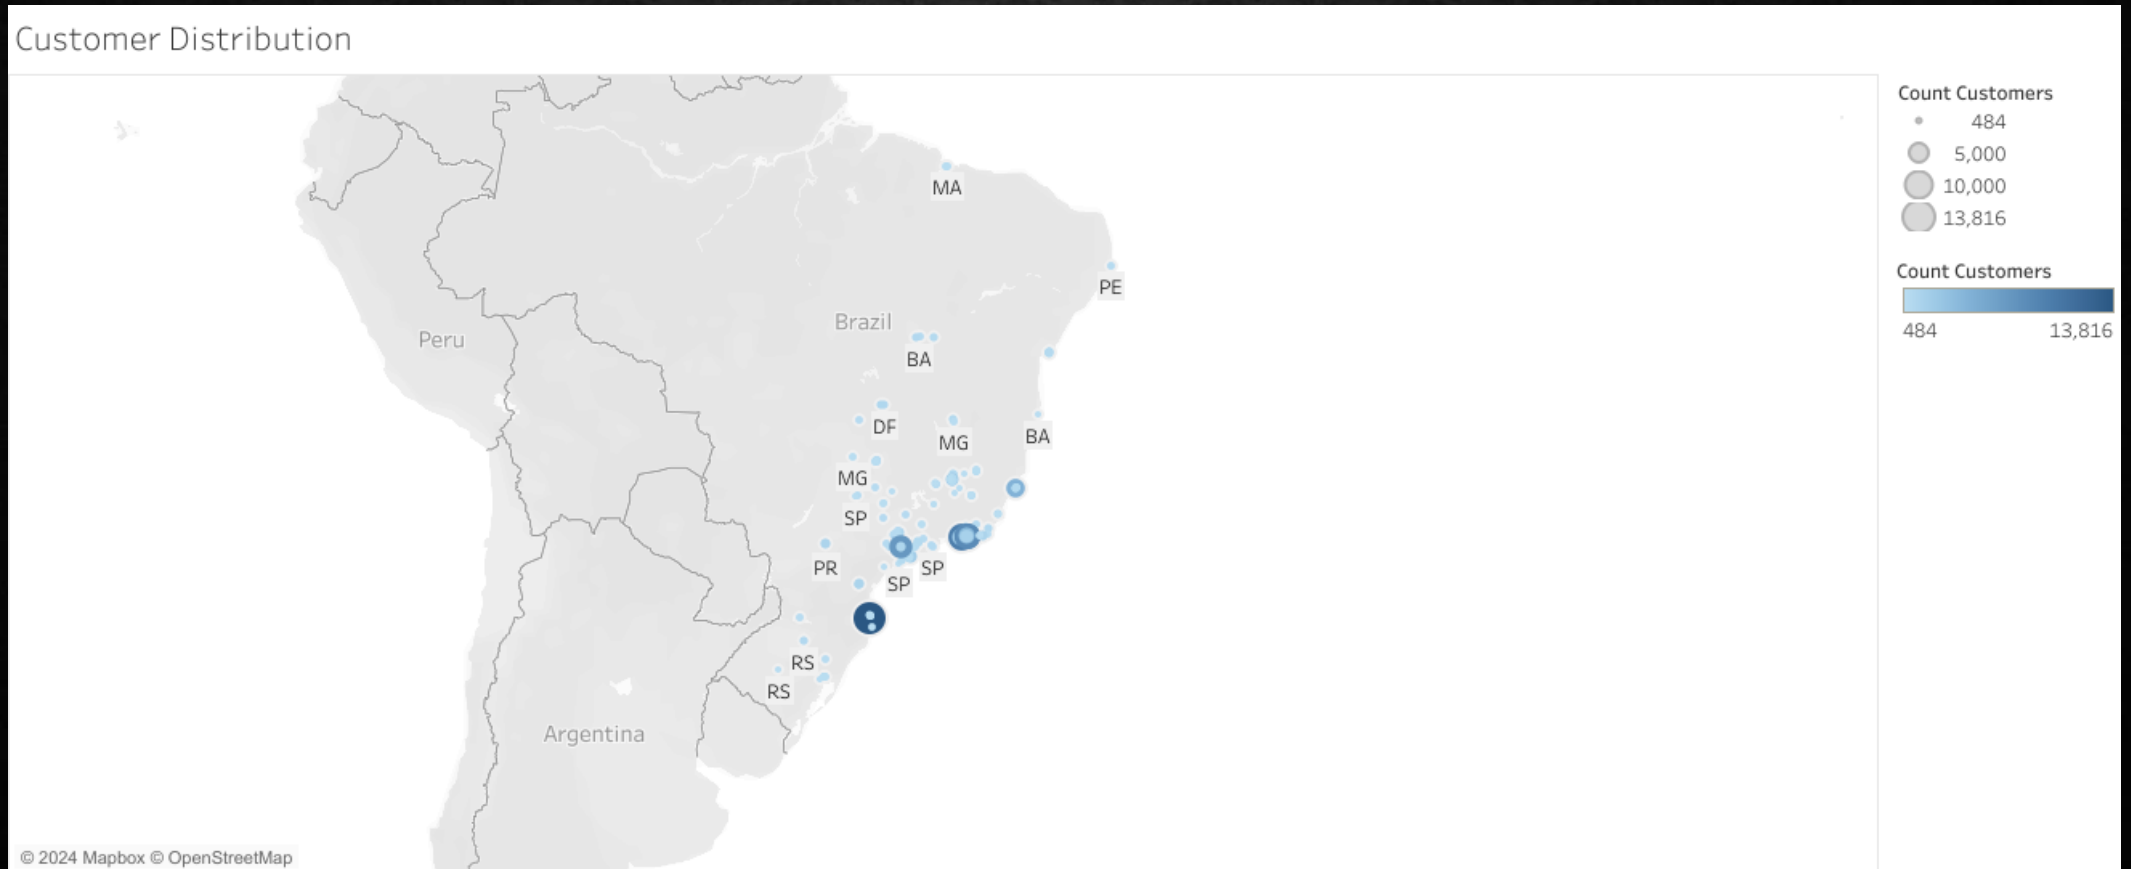 Customer Distribution
Count Customers
484
5,000
10,000
13,816
Count Customers
484 13,816
MA
PE
Brazil
Peru
BA
DF
MG
BA
MG
SP
PR
SP
SP
RS
RS
Argentina
© 2024 Mapbox © OpenStreetMap